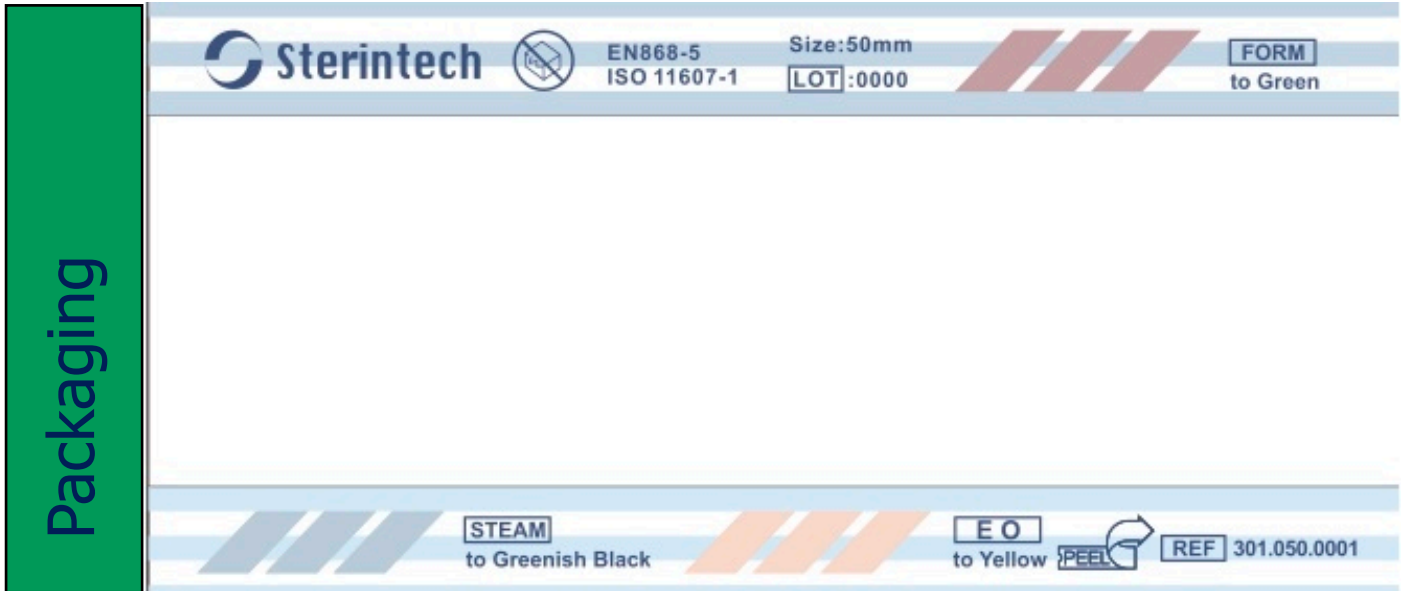 Packaging
Sterintech
EN868-5
ISO 11607-1
Size:50mm
LOT:0000
FORM
to Green
STEAM
to Greenish Black
E O
to Yellow
PEEL
REF 301.050.0001